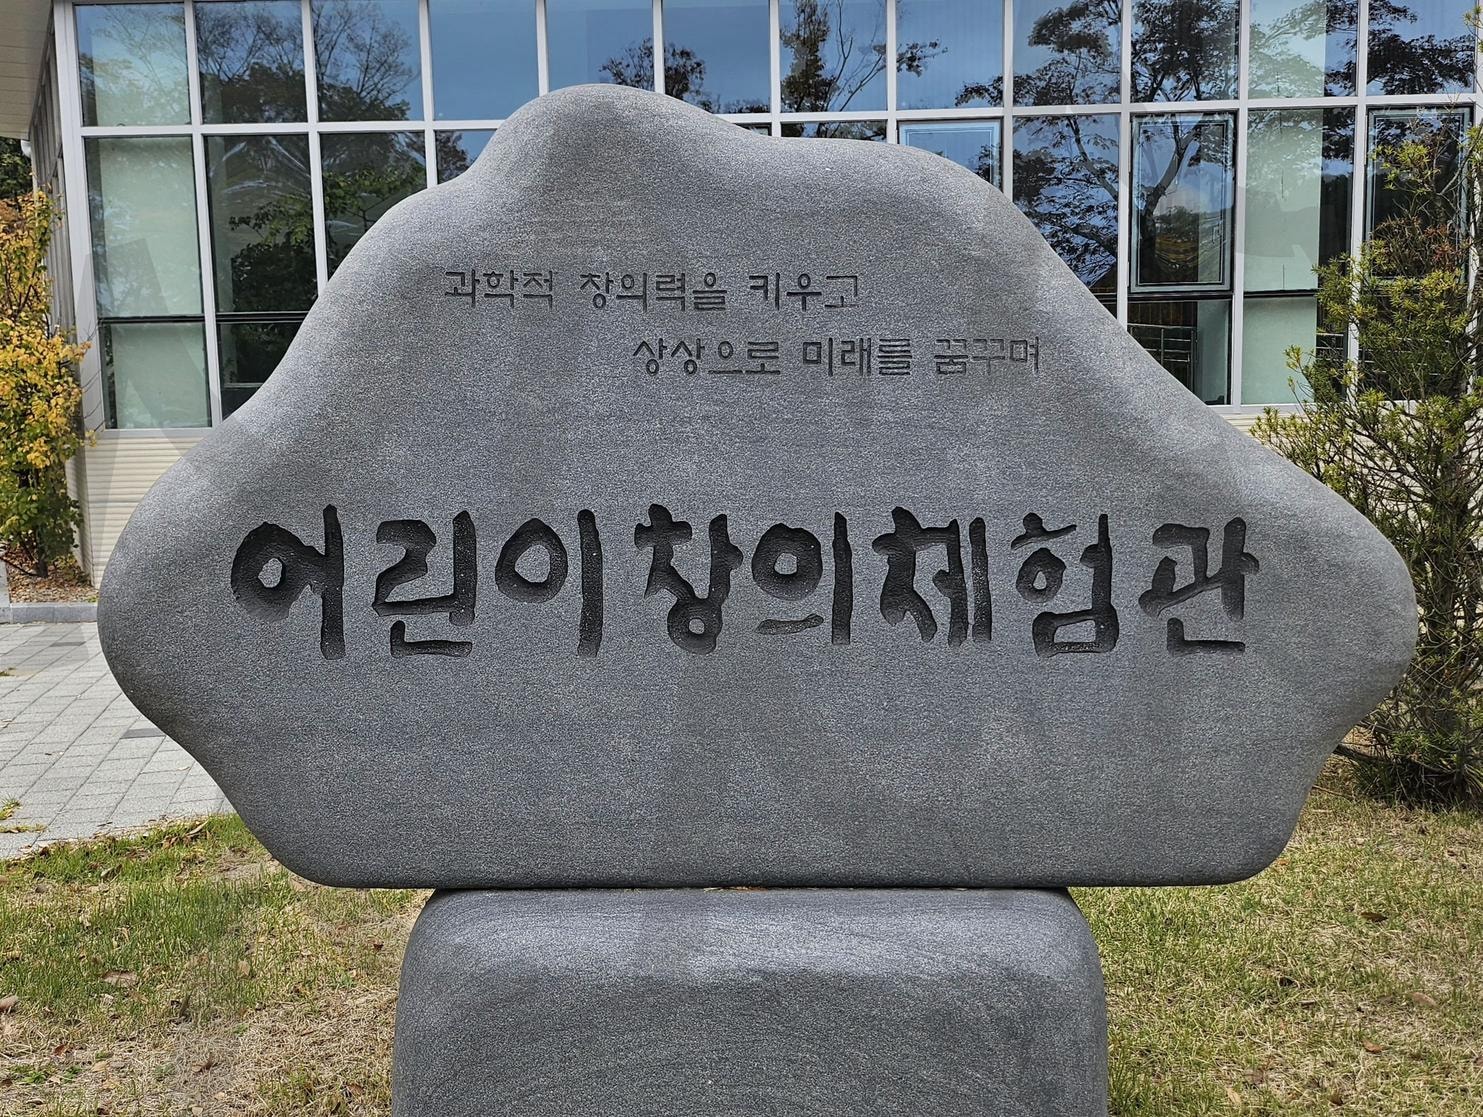 과학적 창의력을 키우고
상상으로 미래를 꿈꾸며
어린이창의체험관